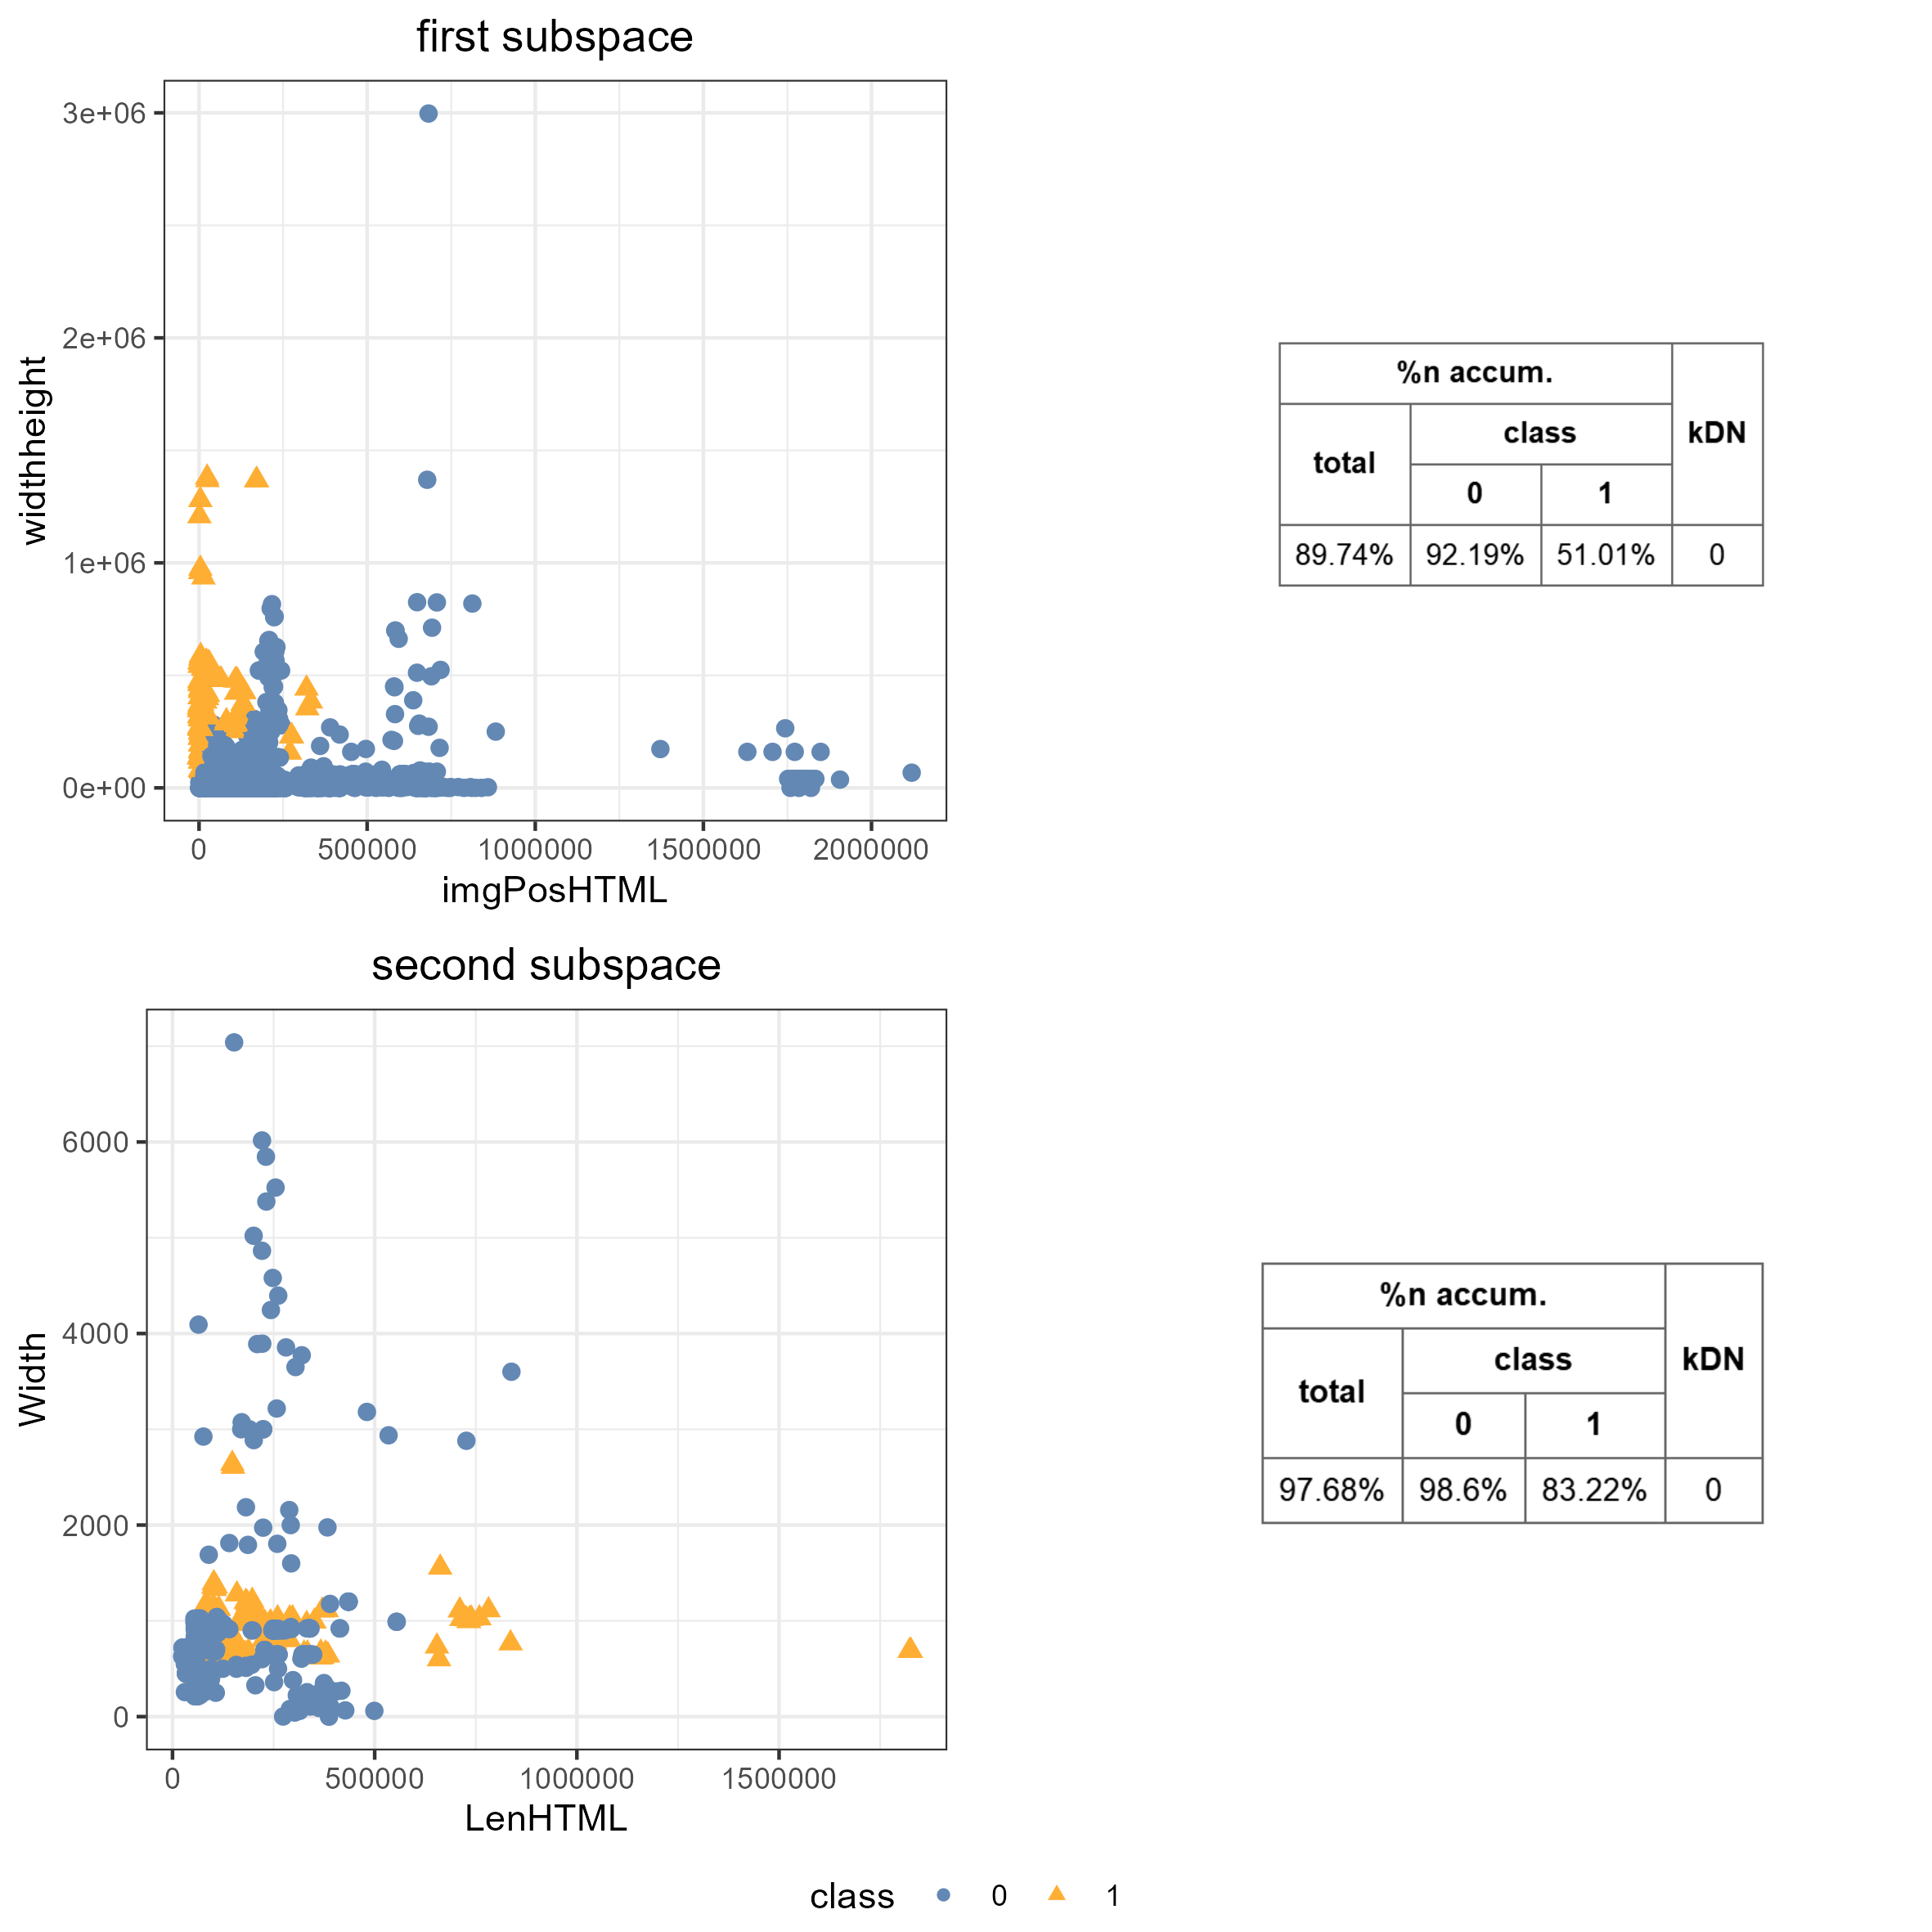 first subspace
3e+06
2e+06
1e+06
0e+00
widthheight
0 500000 1000000 1500000 2000000
imgPosHTML
%n accum.
total class kDN
0 1
89.74% 92.19% 51.01% 0
second subspace
6000
4000
2000
0
Width
0 500000 1000000 1500000
LenHTML
%n accum.
total class kDN
0 1
97.68% 98.6% 83.22% 0
class 0 1